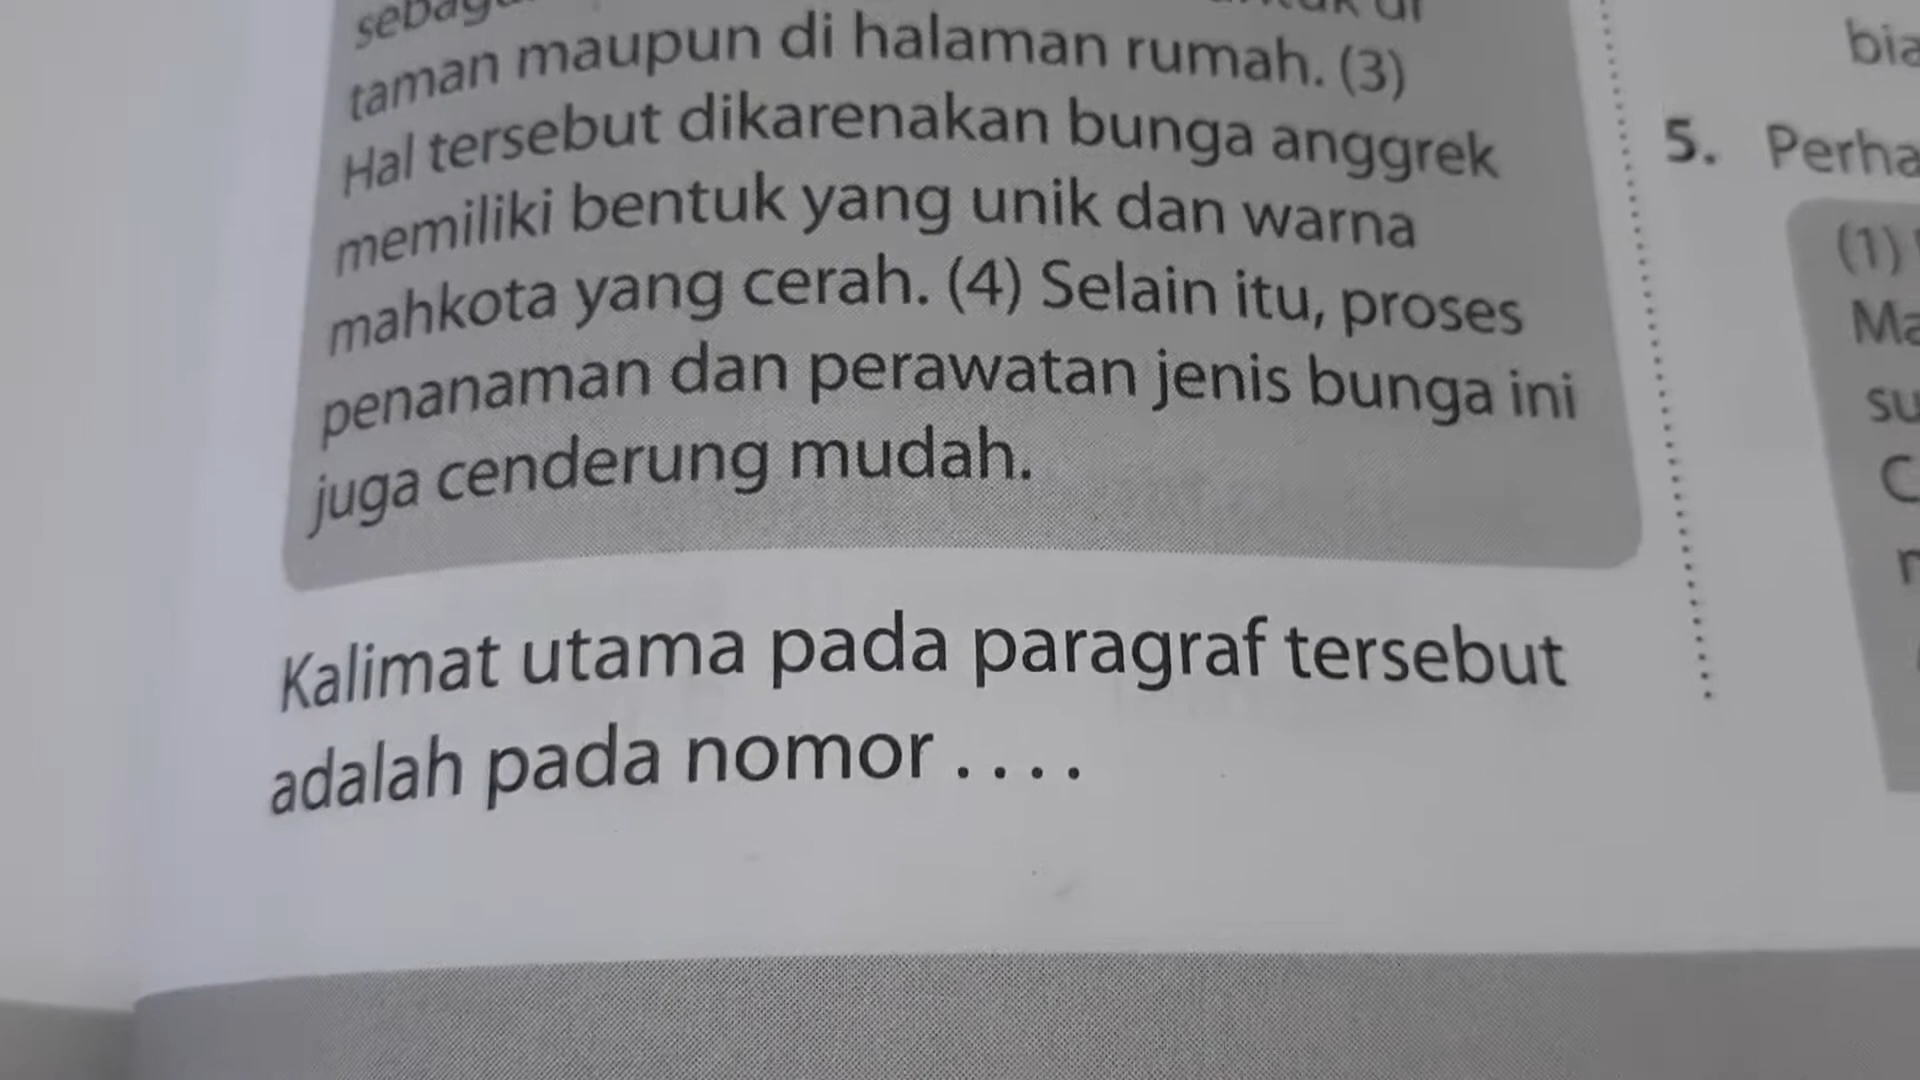 taman maupun di halaman rumah. (3)
Hal tersebut dikarenakan bunga anggrek
memiliki bentuk yang unik dan warna
mahkota yang cerah. (4) Selain itu, proses
penanaman dan perawatan jenis bunga ini
juga cenderung mudah.
Kalimat utama pada paragraf tersebut
adalah pada nomor . . . .
5. Perha
(1)
Ma
su